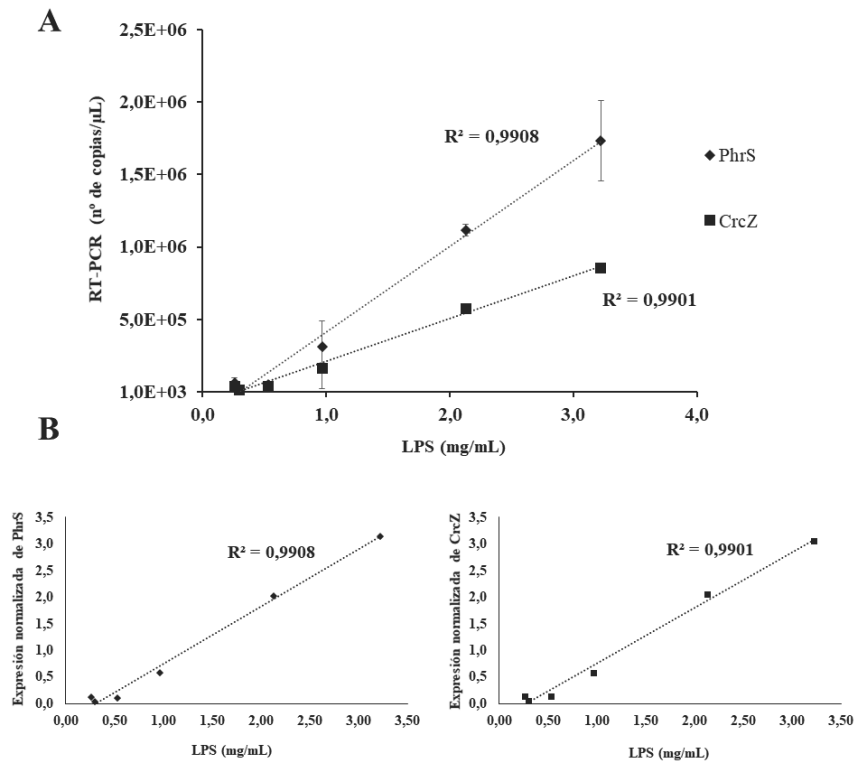 A
RT-PCR (nº de copias/µL)
2,5E+06
2,0E+06
1,5E+06
1,0E+06
5,0E+05
1,0E+03
0,0
1,0
2,0
3,0
4,0
LPS (mg/mL)
R² = 0,9908
R² = 0,9901
PhrS
CrcZ
B
Expresión normalizada de PhrS
3,5
3,0
2,5
2,0
1,5
1,0
0,5
0,0
0,00
0,50
1,00
1,50
2,00
2,50
3,00
3,50
LPS (mg/mL)
R² = 0,9908
Expresión normalizada de CrcZ
3,5
3,0
2,5
2,0
1,5
1,0
0,5
0,0
0,00
0,50
1,00
1,50
2,00
2,50
3,00
3,50
LPS (mg/mL)
R² = 0,9901